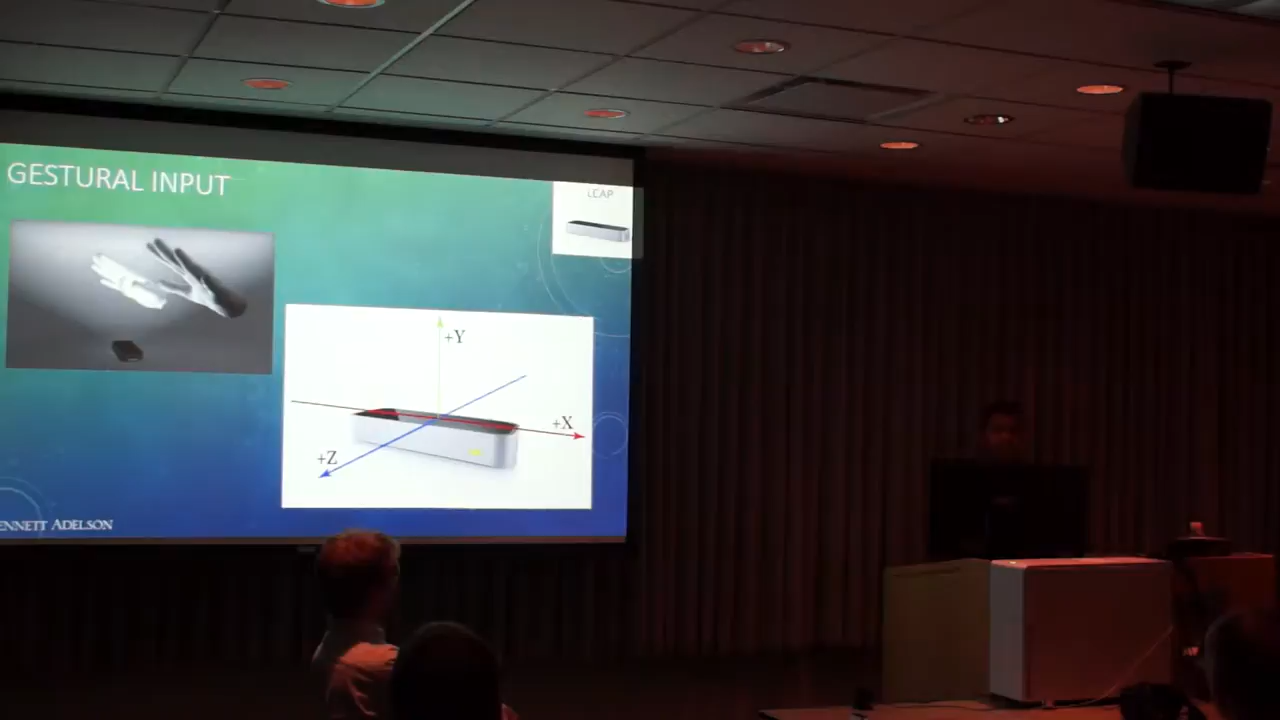 GESTURAL INPUT
LEAP
+Y
+X
+Z
ENNETT ADELSON